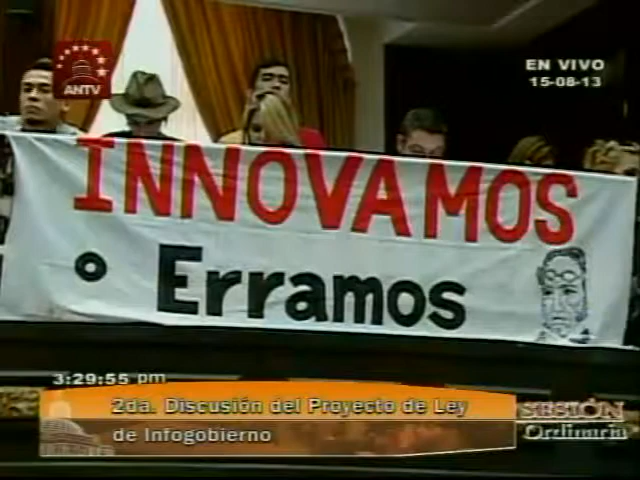 ANTV
EN VIVO
15-08-13
INNOVAMOS
o Erramos
3:29:55 pm
2da. Discusión del Proyecto de Ley
de Infogobierno
SESIÓN
Ordinaria